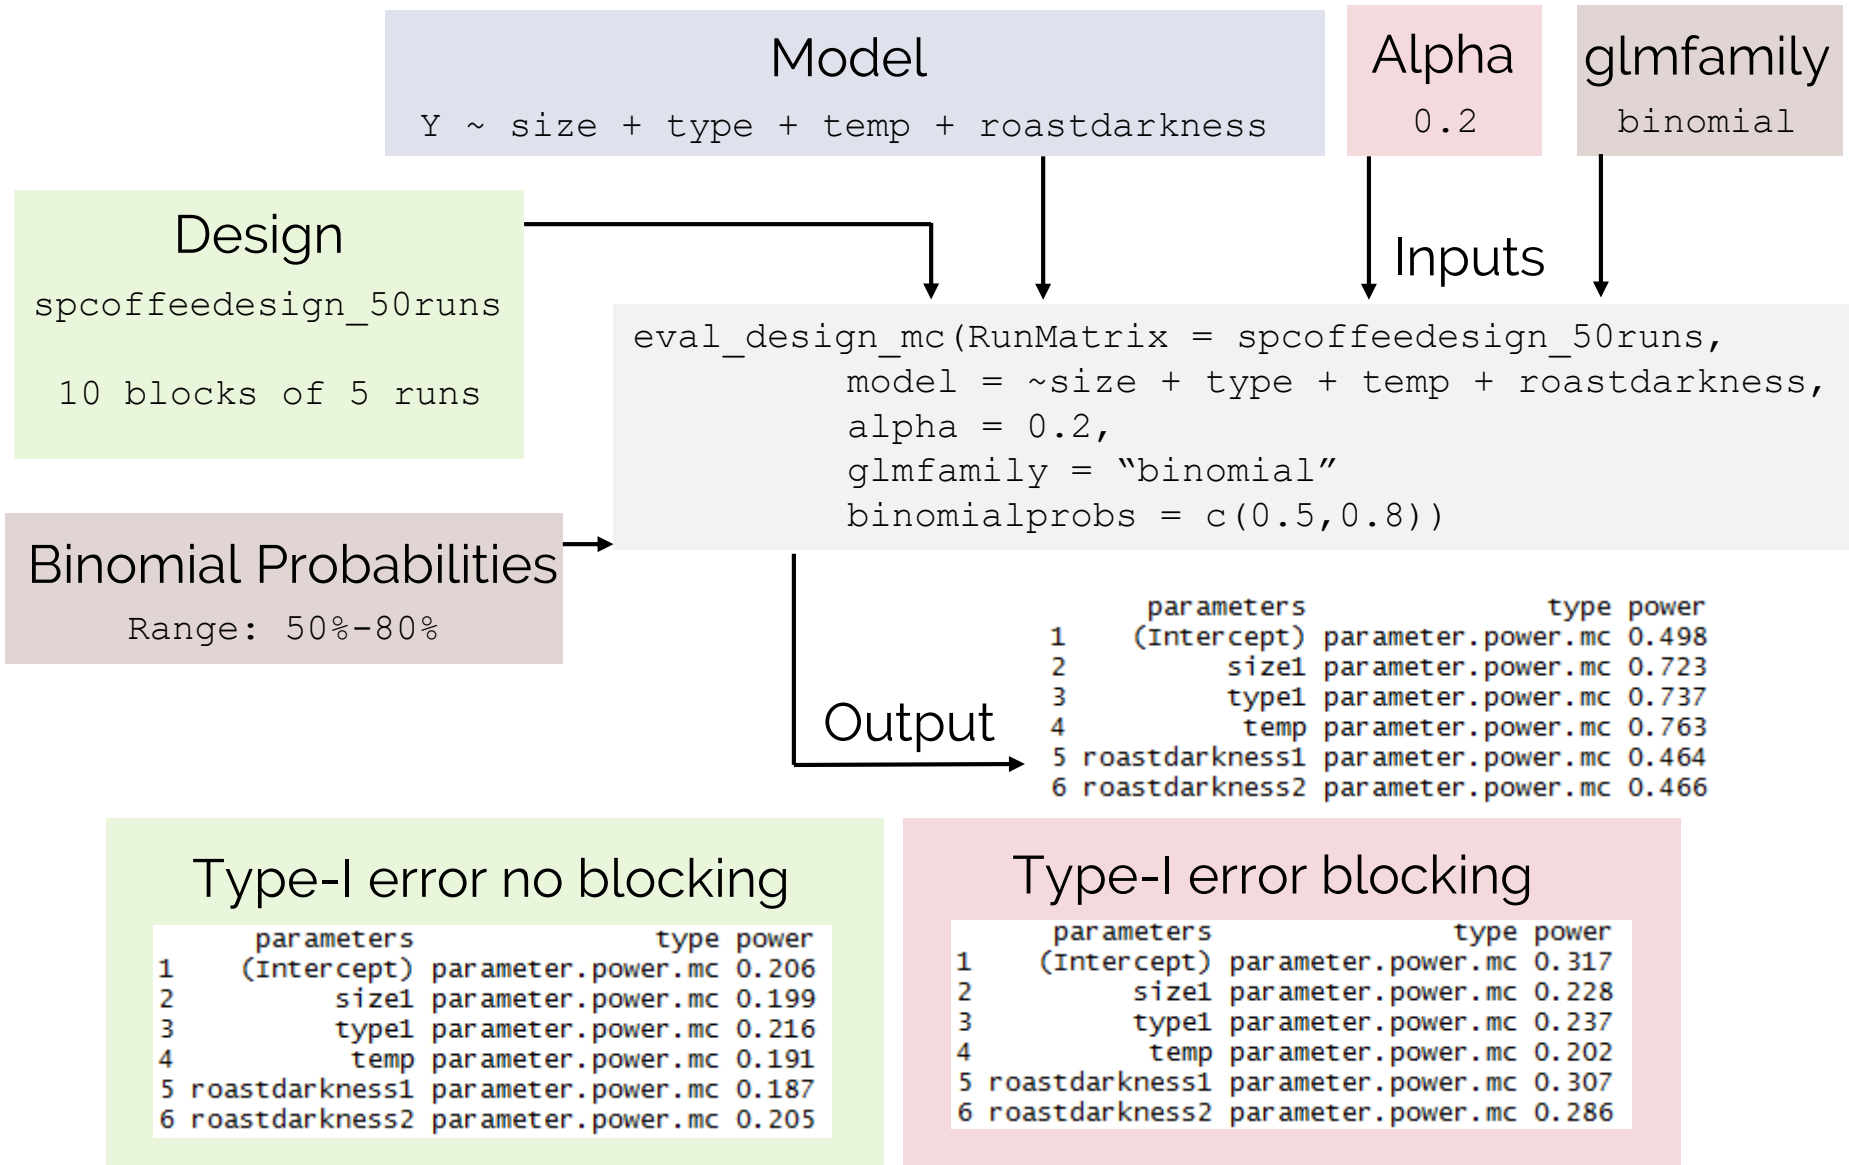 Model
Y ~ size + type + temp + roastdarkness
Alpha
0.2
glmfamily
binomial
Design
spcoffeedesign_50runs
10 blocks of 5 runs
Inputs
eval_design_mc(RunMatrix = spcoffeedesign_50runs,
model = ~size + type + temp + roastdarkness,
alpha = 0.2,
glmfamily = “binomial”
binomialprobs = c(0.5,0.8))
Binomial Probabilities
Range: 50%-80%
Output
parameters type power
1 (Intercept) parameter.power.mc 0.498
2 size1 parameter.power.mc 0.723
3 type1 parameter.power.mc 0.737
4 temp parameter.power.mc 0.763
5 roastdarkness1 parameter.power.mc 0.464
6 roastdarkness2 parameter.power.mc 0.466
Type-I error no blocking
parameters type power
1 (Intercept) parameter.power.mc 0.206
2 size1 parameter.power.mc 0.199
3 type1 parameter.power.mc 0.216
4 temp parameter.power.mc 0.191
5 roastdarkness1 parameter.power.mc 0.187
6 roastdarkness2 parameter.power.mc 0.205
Type-I error blocking
parameters type power
1 (Intercept) parameter.power.mc 0.317
2 size1 parameter.power.mc 0.228
3 type1 parameter.power.mc 0.237
4 temp parameter.power.mc 0.202
5 roastdarkness1 parameter.power.mc 0.307
6 roastdarkness2 parameter.power.mc 0.286